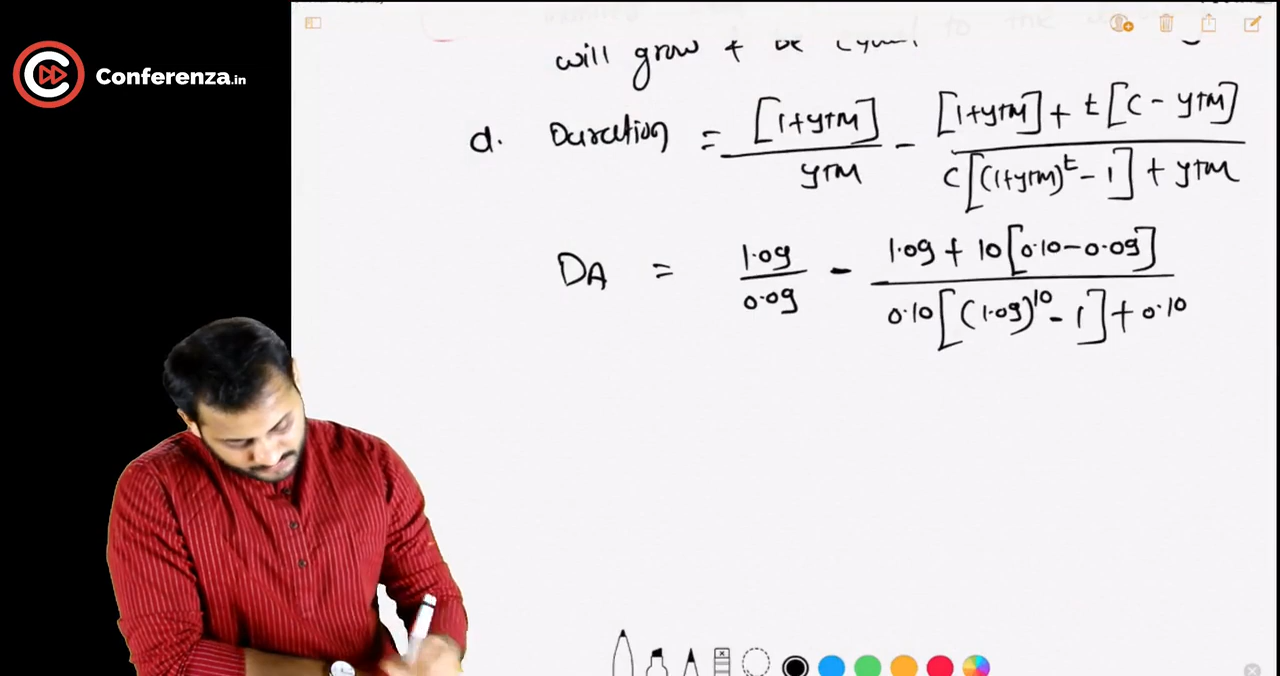 Conferenza.in
will grow + be equal
d. Duration = [1+YTM] / YTM - [1+YTM] + t[C - YTM] / C[(1+YTM)^t - 1] + YTM
DA = 1.09 / 0.09 - 1.09 + 10[0.10-0.09] / 0.10[(1.09)^10 - 1] + 0.10